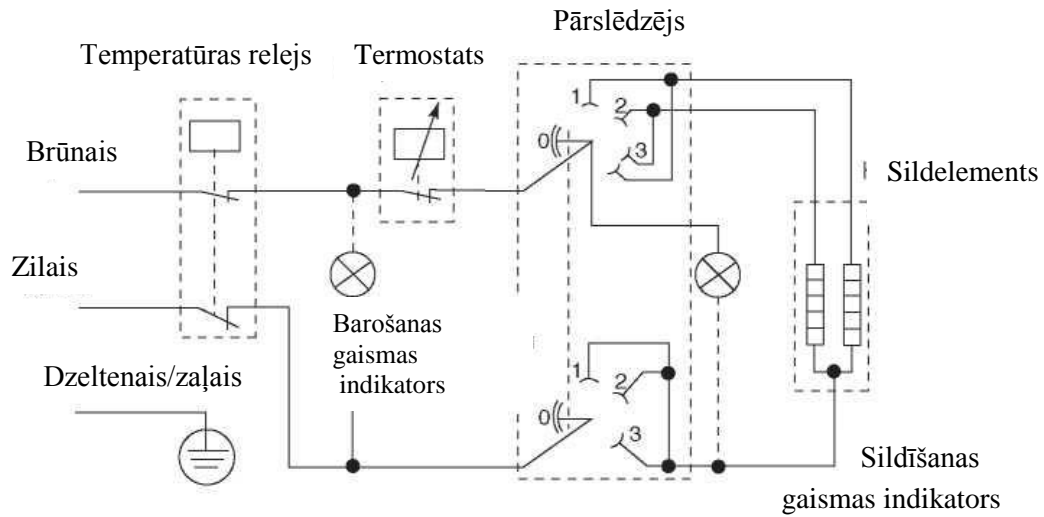 Pārslēdzējs
Temperatūras relejs
Termostats
1
2
3
0
Brūnais
Sildelements
Zilais
Barošanas
gaismas
indikators
1
2
3
0
Dzeltenais/zaļais
Sildīšanas
gaismas indikators